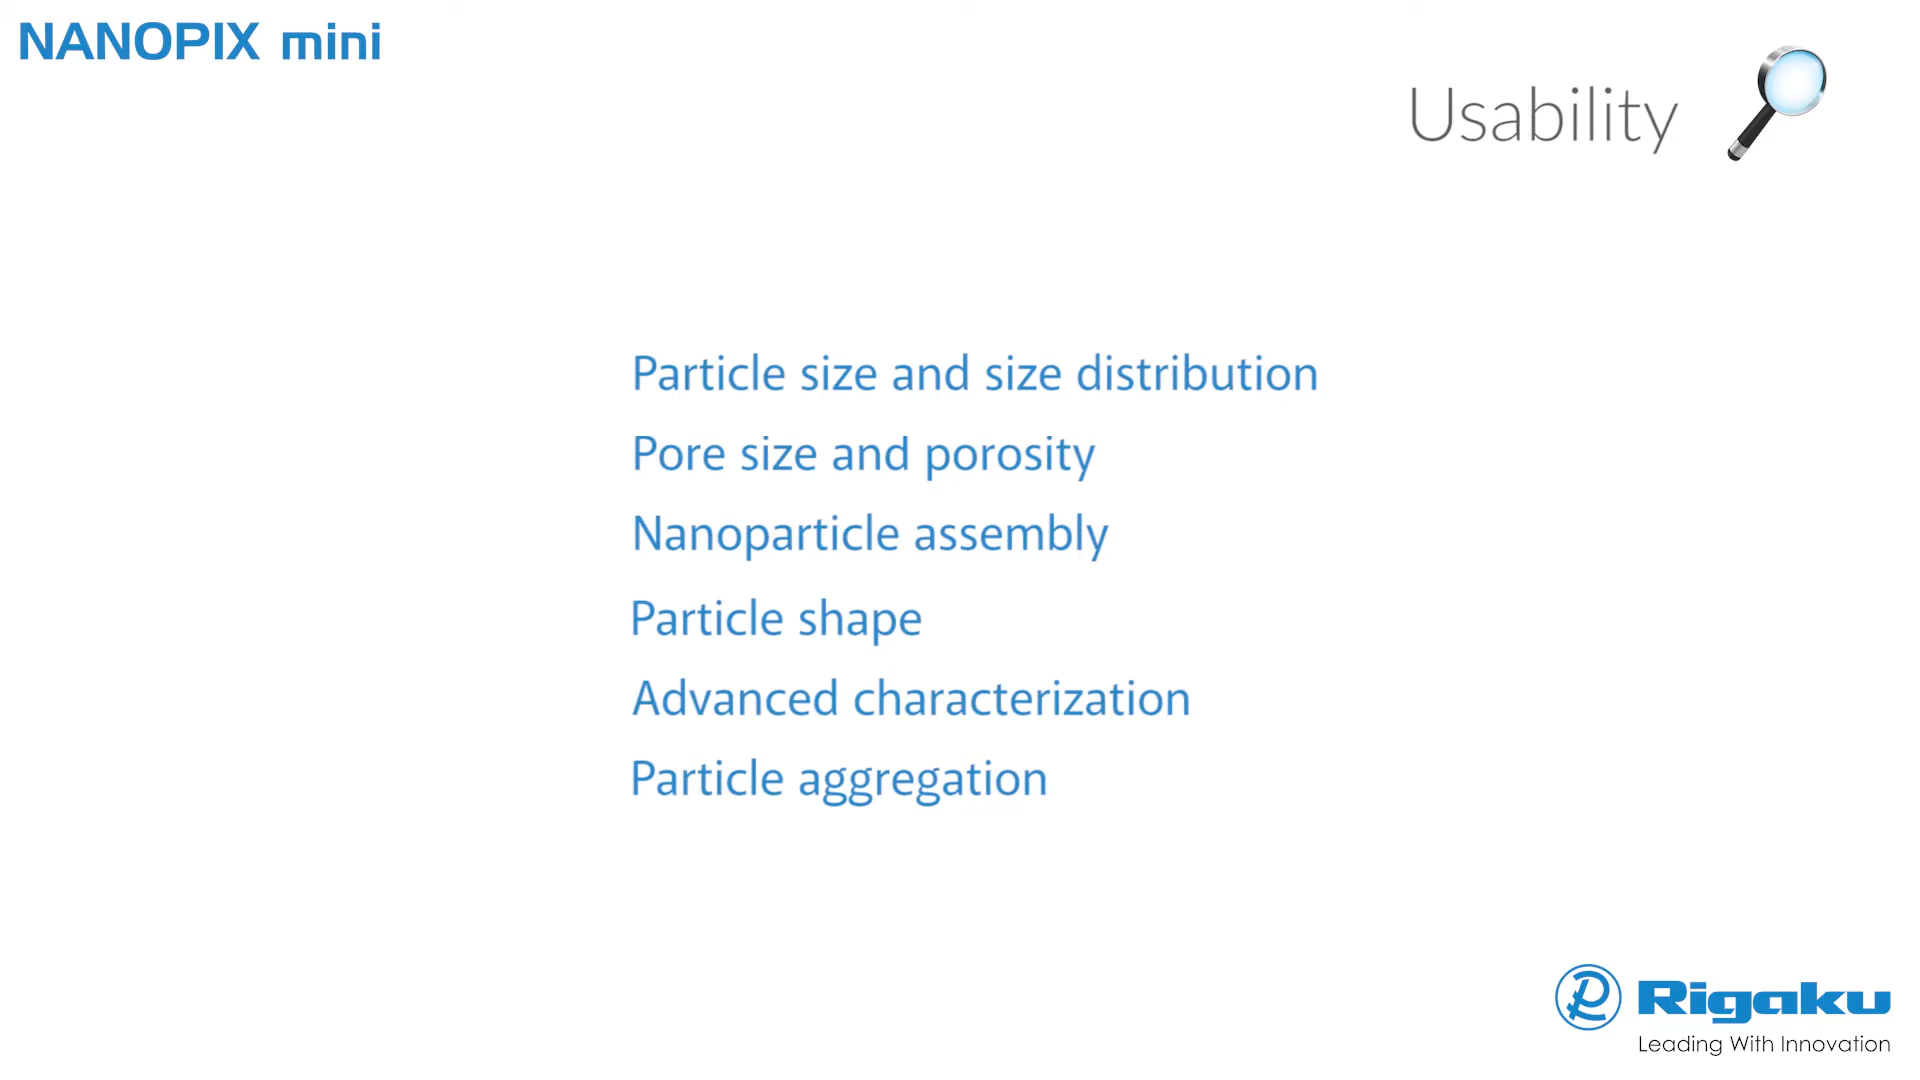 NANOPIX mini
Usability
Particle size and size distribution
Pore size and porosity
Nanoparticle assembly
Particle shape
Advanced characterization
Particle aggregation
Rigaku
Leading With Innovation